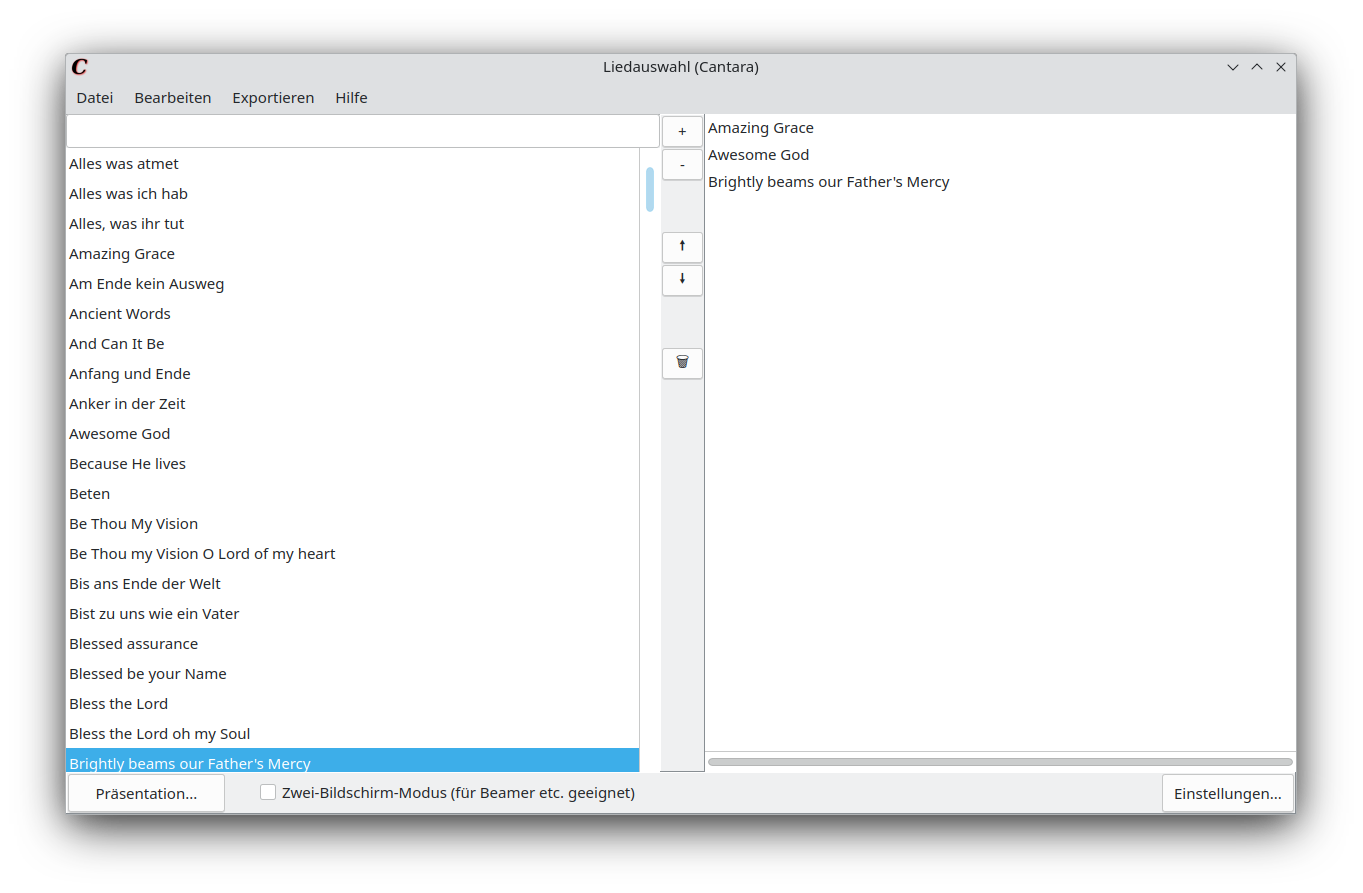 C
Liedauswahl (Cantara)
Datei Bearbeiten Exportieren Hilfe
Alles was atmet
Alles was ich hab
Alles, was ihr tut
Amazing Grace
Am Ende kein Ausweg
Ancient Words
And Can It Be
Anfang und Ende
Anker in der Zeit
Awesome God
Because He lives
Beten
Be Thou My Vision
Be Thou my Vision O Lord of my heart
Bis ans Ende der Welt
Bist zu uns wie ein Vater
Blessed assurance
Blessed be your Name
Bless the Lord
Bless the Lord oh my Soul
Brightly beams our Father's Mercy
+
-
Amazing Grace
Awesome God
Brightly beams our Father's Mercy
Präsentation...
Zwei-Bildschirm-Modus (für Beamer etc. geeignet)
Einstellungen...